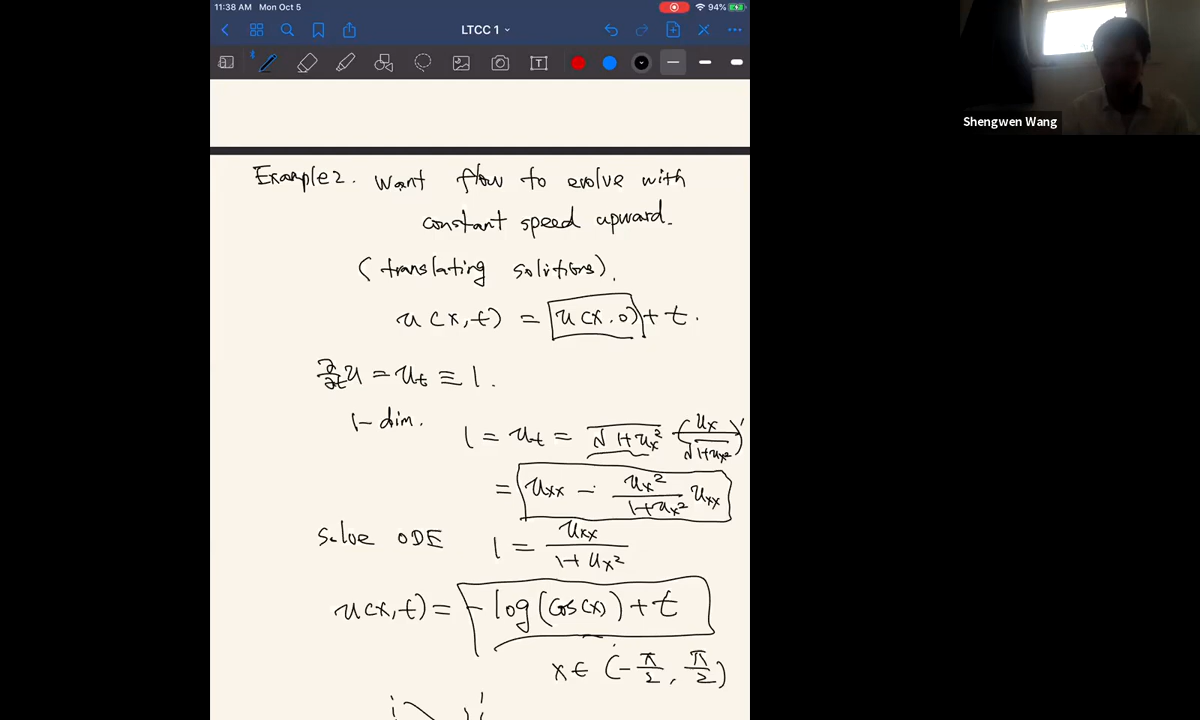 11:38 AM Mon Oct 5
94%
LTCC 1
Shengwen Wang
Example 2. Want flow to evolve with
constant speed upward.
(translating solitions).
u(x,t) = u(x.0) + t.
∂/∂t u = u_t ≡ 1.
1-dim.
1 = u_t = √(1+u_x²) (u_x/√(1+u_x²))'
= u_xx - u_x²/(1+u_x²) u_xx
Solve ODE 1 = u_xx/(1+u_x²)
u(x,t) = -log(cos(x)) + t
x ∈ (-π/2, π/2)